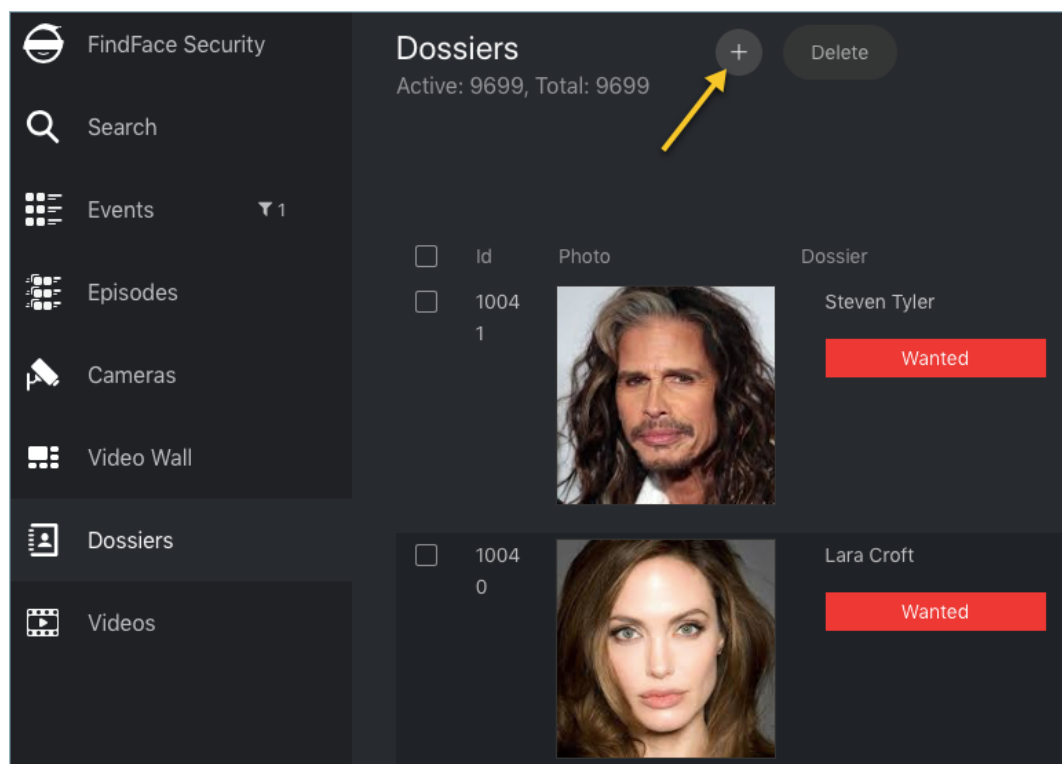 FindFace Security
Search
Events 1
Episodes
Cameras
Video Wall
Dossiers
Videos
Dossiers
+ Delete
Active: 9699, Total: 9699
Id Photo Dossier
1004
1
Steven Tyler
Wanted
1004
0
Lara Croft
Wanted